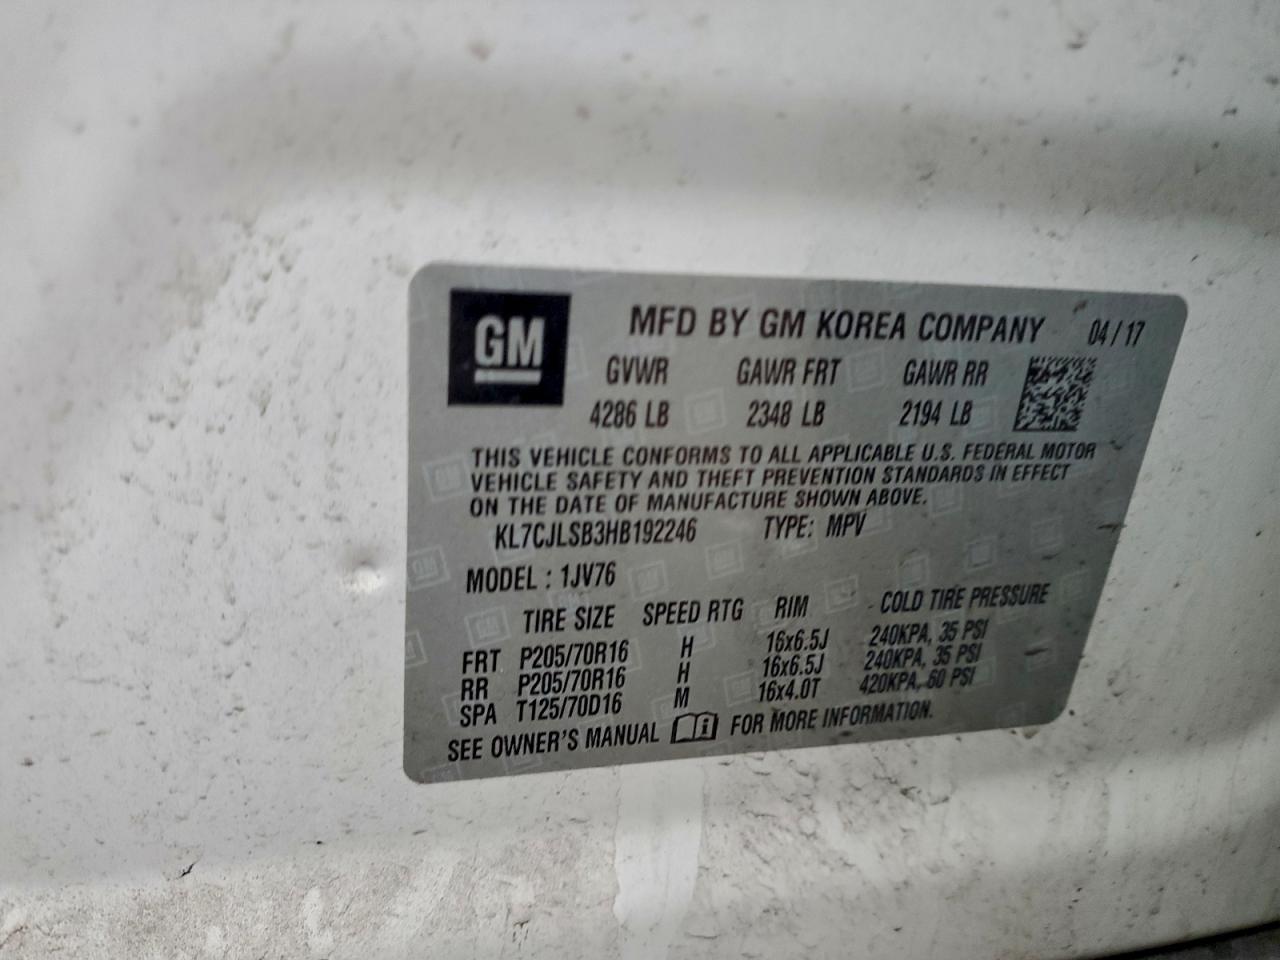 GM
MFD BY GM KOREA COMPANY 04/17
GVWR GAWR FRT GAWR RR
4286 LB 2348 LB 2194 LB
THIS VEHICLE CONFORMS TO ALL APPLICABLE U.S. FEDERAL MOTOR
VEHICLE SAFETY AND THEFT PREVENTION STANDARDS IN EFFECT
ON THE DATE OF MANUFACTURE SHOWN ABOVE.
KL7CJLSB3HB192246 TYPE: MPV
MODEL : 1JV76
TIRE SIZE SPEED RTG RIM COLD TIRE PRESSURE
FRT P205/70R16 H 16x6.5J 240KPA, 35 PSI
RR P205/70R16 H 16x6.5J 240KPA, 35 PSI
SPA T125/70D16 M 16x4.0T 420KPA, 60 PSI
SEE OWNER'S MANUAL i FOR MORE INFORMATION.